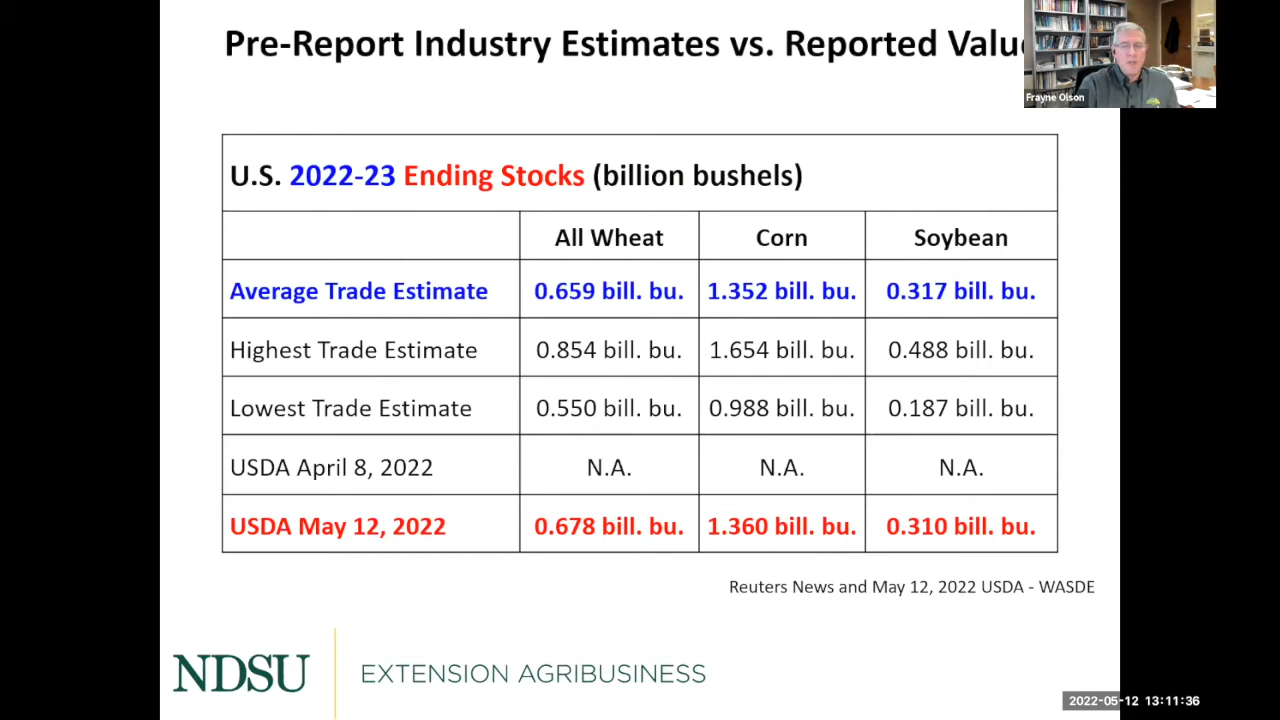 Pre-Report Industry Estimates vs. Reported Valu
Frayne Olson
U.S. 2022-23 Ending Stocks (billion bushels)
All Wheat Corn Soybean
Average Trade Estimate 0.659 bill. bu. 1.352 bill. bu. 0.317 bill. bu.
Highest Trade Estimate 0.854 bill. bu. 1.654 bill. bu. 0.488 bill. bu.
Lowest Trade Estimate 0.550 bill. bu. 0.988 bill. bu. 0.187 bill. bu.
USDA April 8, 2022 N.A. N.A. N.A.
USDA May 12, 2022 0.678 bill. bu. 1.360 bill. bu. 0.310 bill. bu.
Reuters News and May 12, 2022 USDA - WASDE
NDSU EXTENSION AGRIBUSINESS
2022-05-12 13:11:36